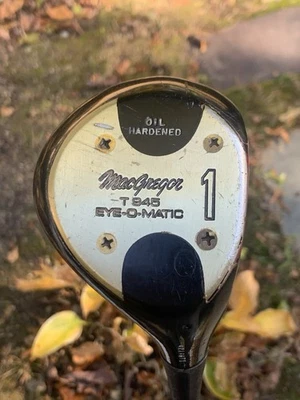 OIL
HARDENED
MacGregor
T 845
EYE-O-MATIC
1